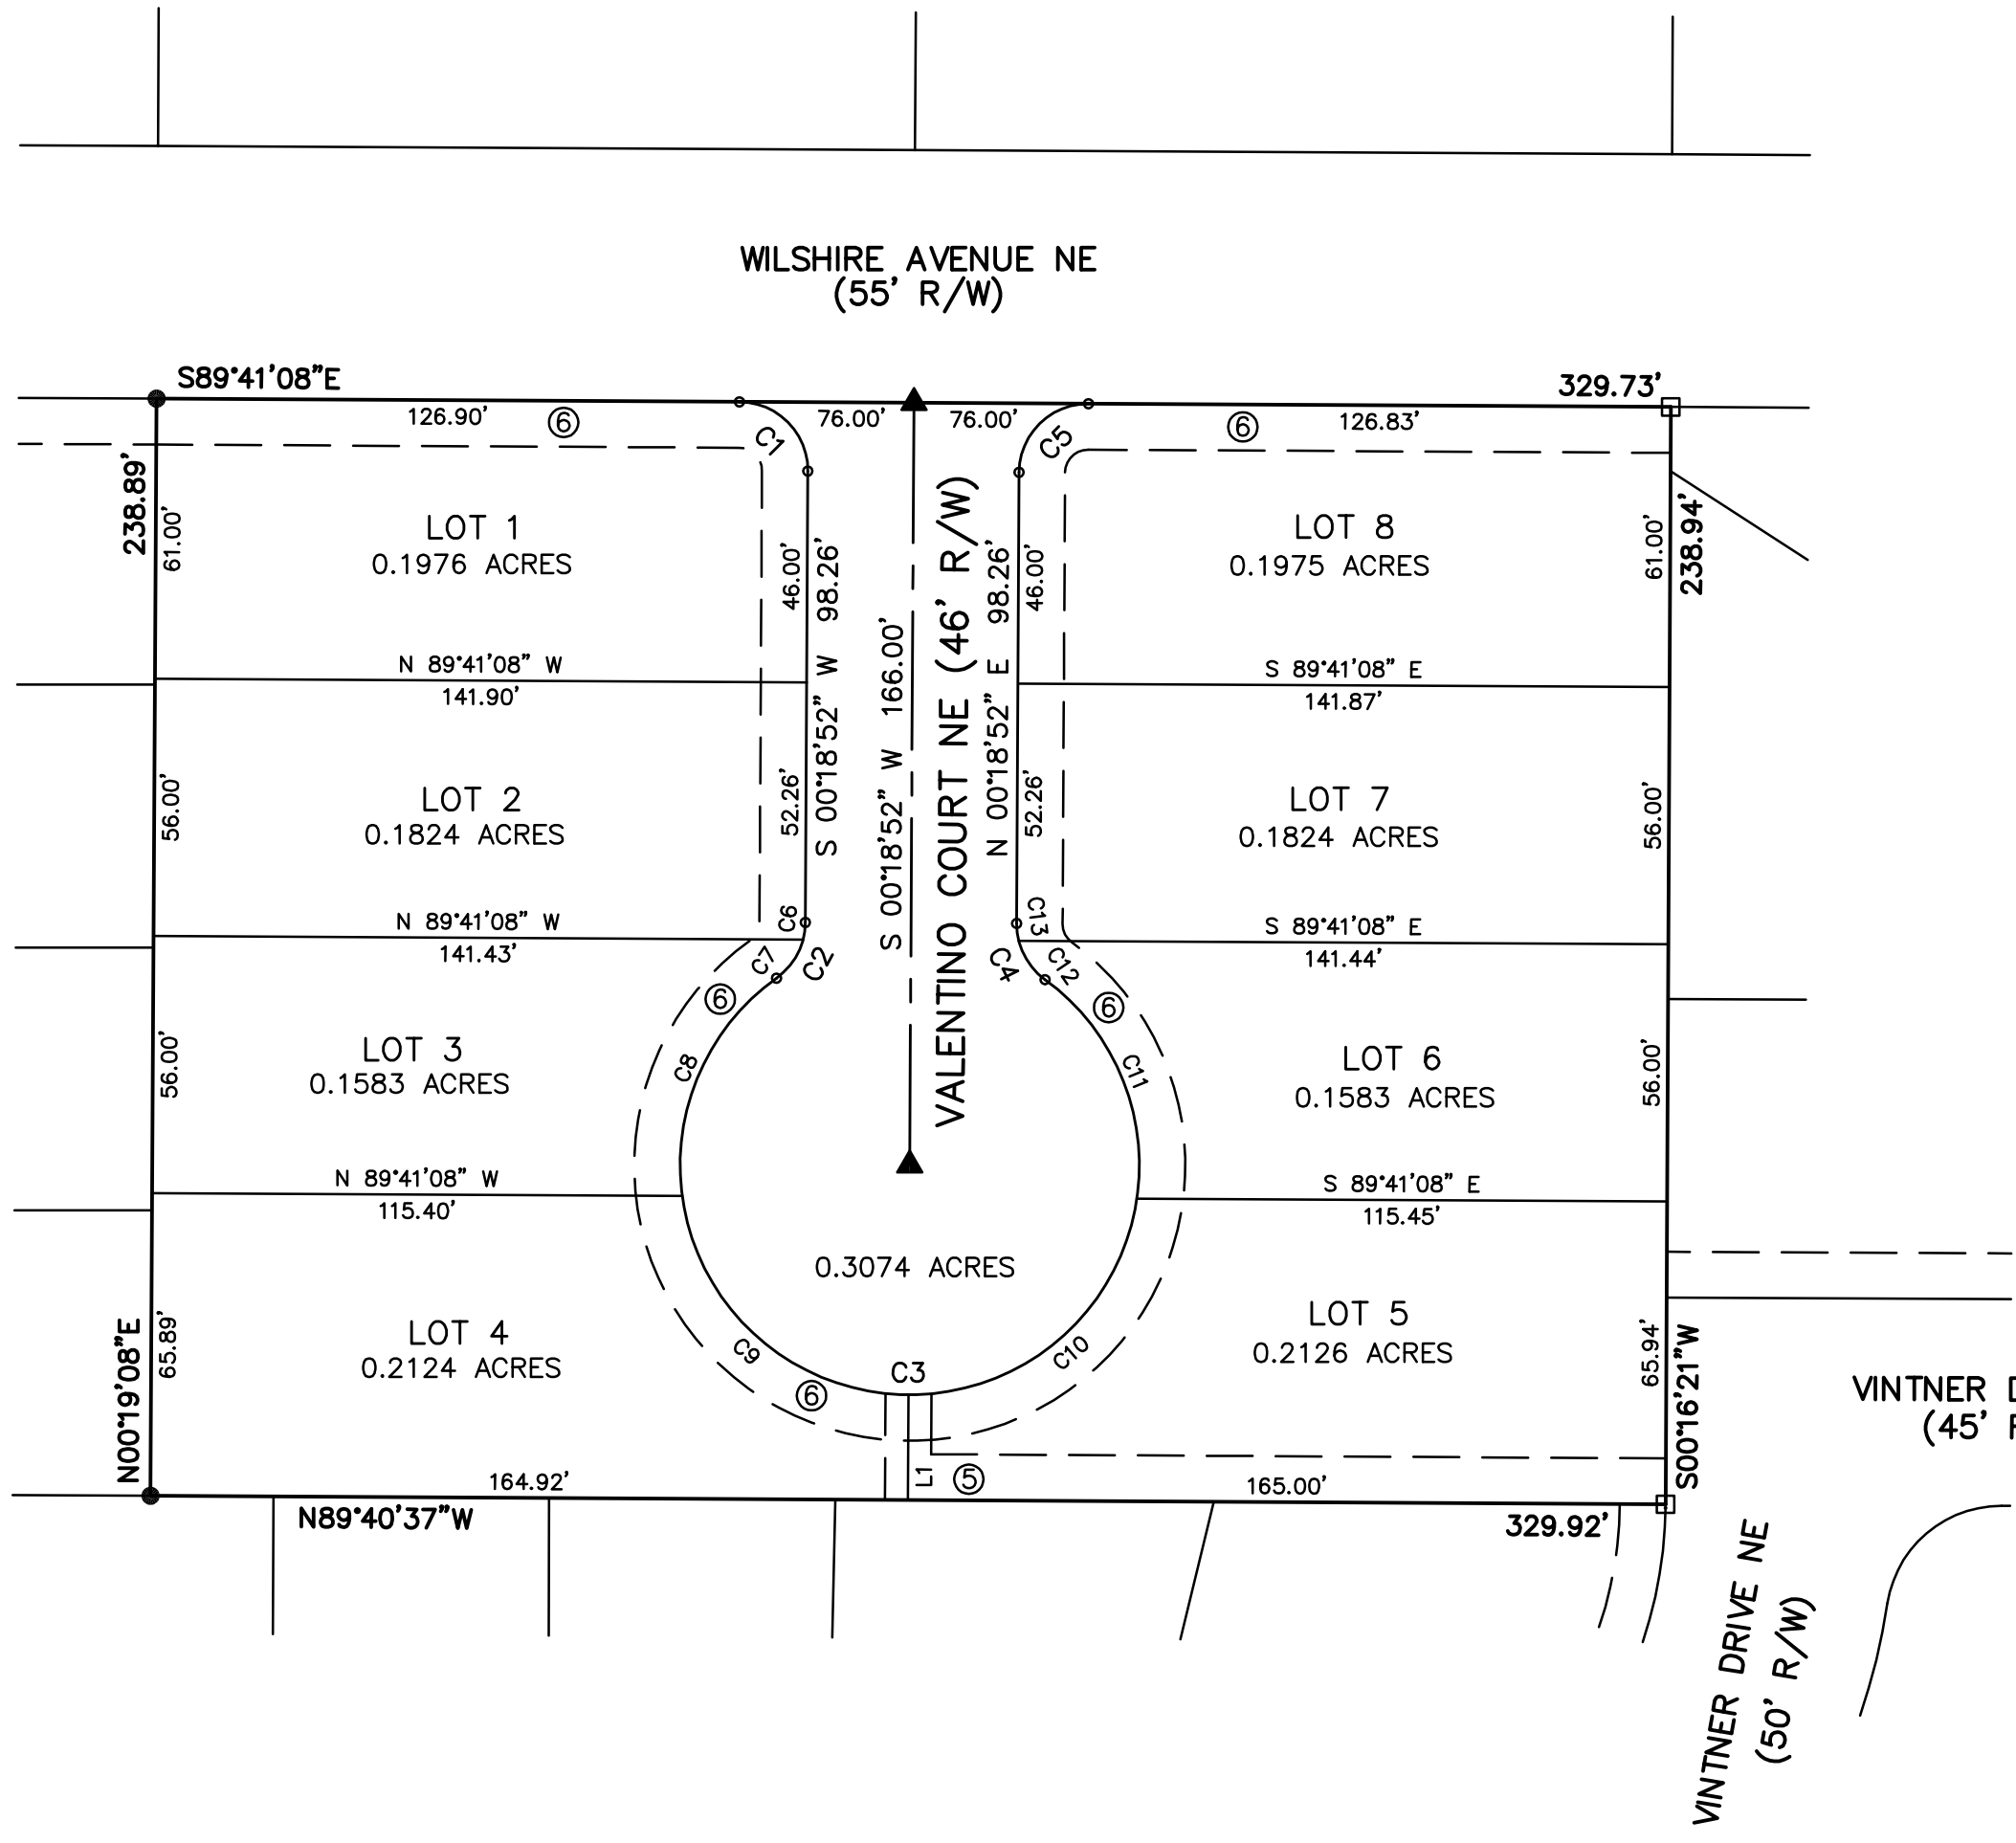 WILSHIRE AVENUE NE
(55' R/W)
S89°41'08"E
329.73'
126.90'
6
76.00'
76.00'
6
126.83'
C1
C5
238.89'
61.00'
LOT 1
0.1976 ACRES
46.00'
S 00°18'52" W 98.26'
S 00°18'52" W 166.00'
VALENTINO COURT NE (46' R/W)
N 00°18'52" E 98.26'
46.00'
LOT 8
0.1975 ACRES
61.00'
238.94'
N 89°41'08" W
141.90'
S 89°41'08" E
141.87'
56.00'
LOT 2
0.1824 ACRES
52.26'
52.26'
LOT 7
0.1824 ACRES
56.00'
N 89°41'08" W
141.43'
C6
C7
C2
C13
C4
C12
S 89°41'08" E
141.44'
6
6
56.00'
LOT 3
0.1583 ACRES
C8
C11
LOT 6
0.1583 ACRES
56.00'
N 89°41'08" W
115.40'
S 89°41'08" E
115.45'
0.3074 ACRES
N00°19'08"E
65.89'
LOT 4
0.2124 ACRES
C9
6
C3
C10
LOT 5
0.2126 ACRES
65.94'
S00°16'21"W
VINTNER D
(45'
164.92'
L1
5
165.00'
N89°40'37"W
329.92'
VINTNER DRIVE NE
(50' R/W)